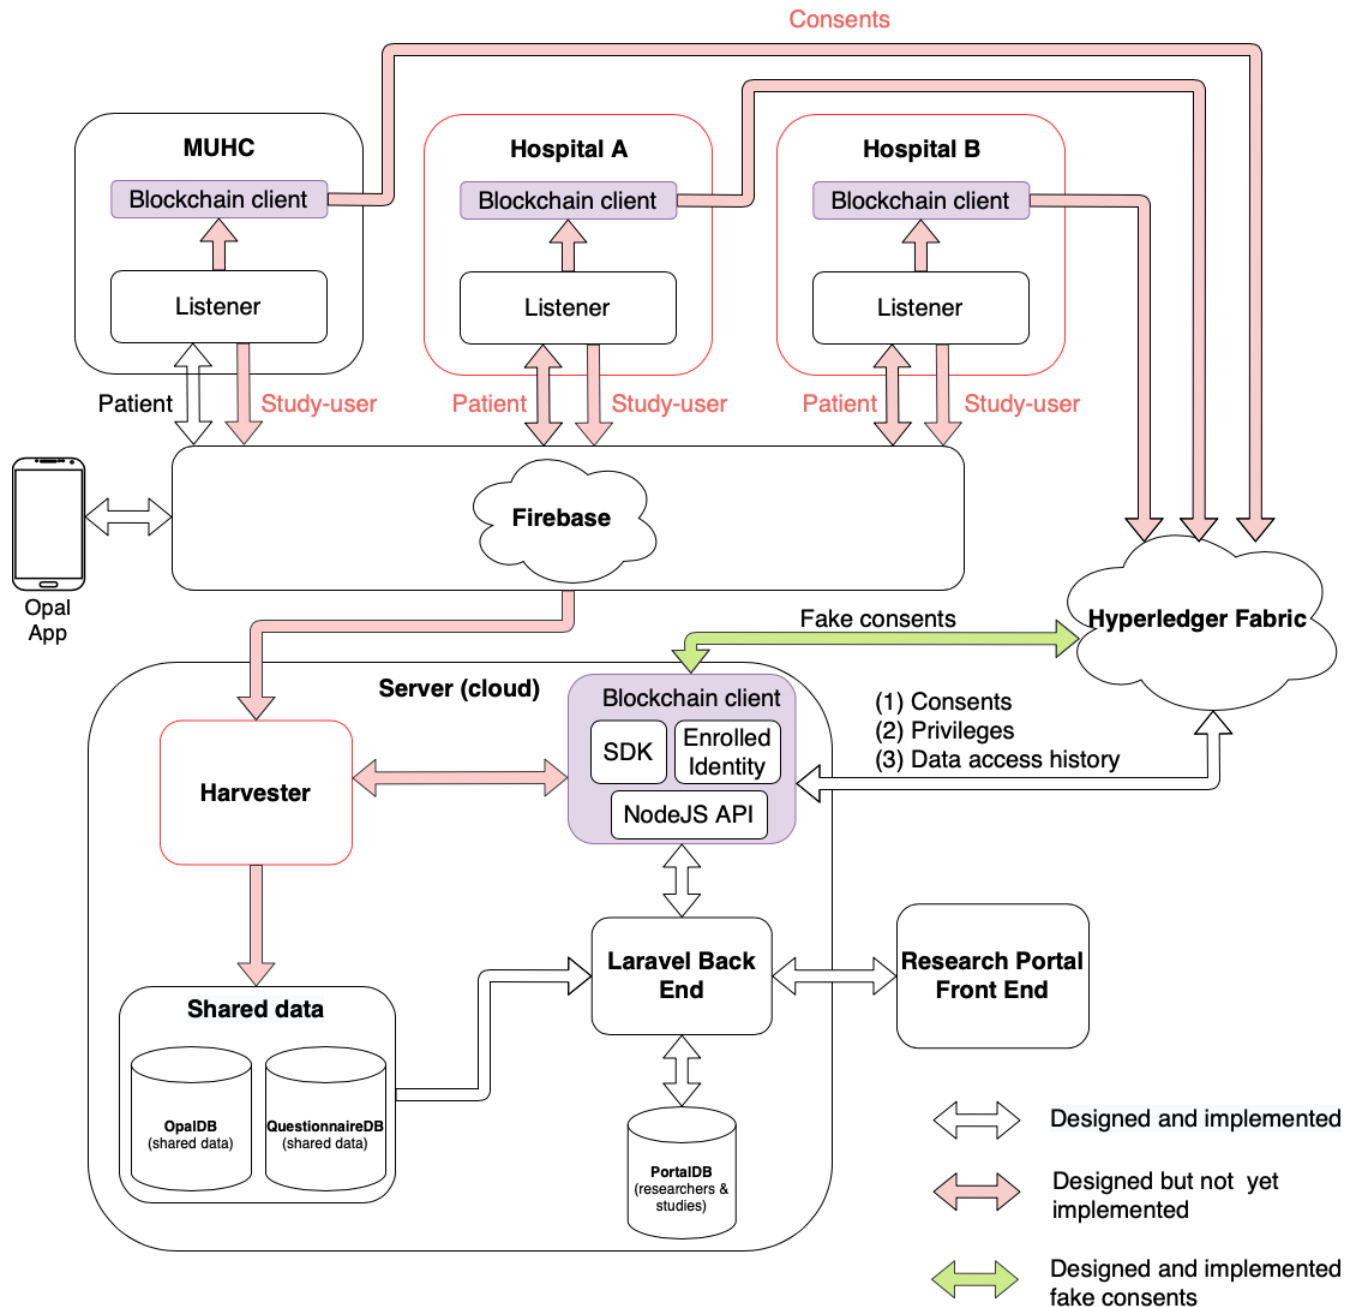 Consents
MUHC
Hospital A
Hospital B
Blockchain client
Blockchain client
Blockchain client
Listener
Listener
Listener
Patient
Study-user
Patient
Study-user
Patient
Study-user
Firebase
Opal
App
Hyperledger Fabric
Fake consents
Server (cloud)
Blockchain client
SDK
Enrolled
Identity
NodeJS API
(1) Consents
(2) Privileges
(3) Data access history
Harvester
Laravel Back
End
Research Portal
Front End
Shared data
OpalDB
(shared data)
QuestionnaireDB
(shared data)
PortalDB
(researchers &
studies)
Designed and implemented
Designed but not yet
implemented
Designed and implemented
fake consents